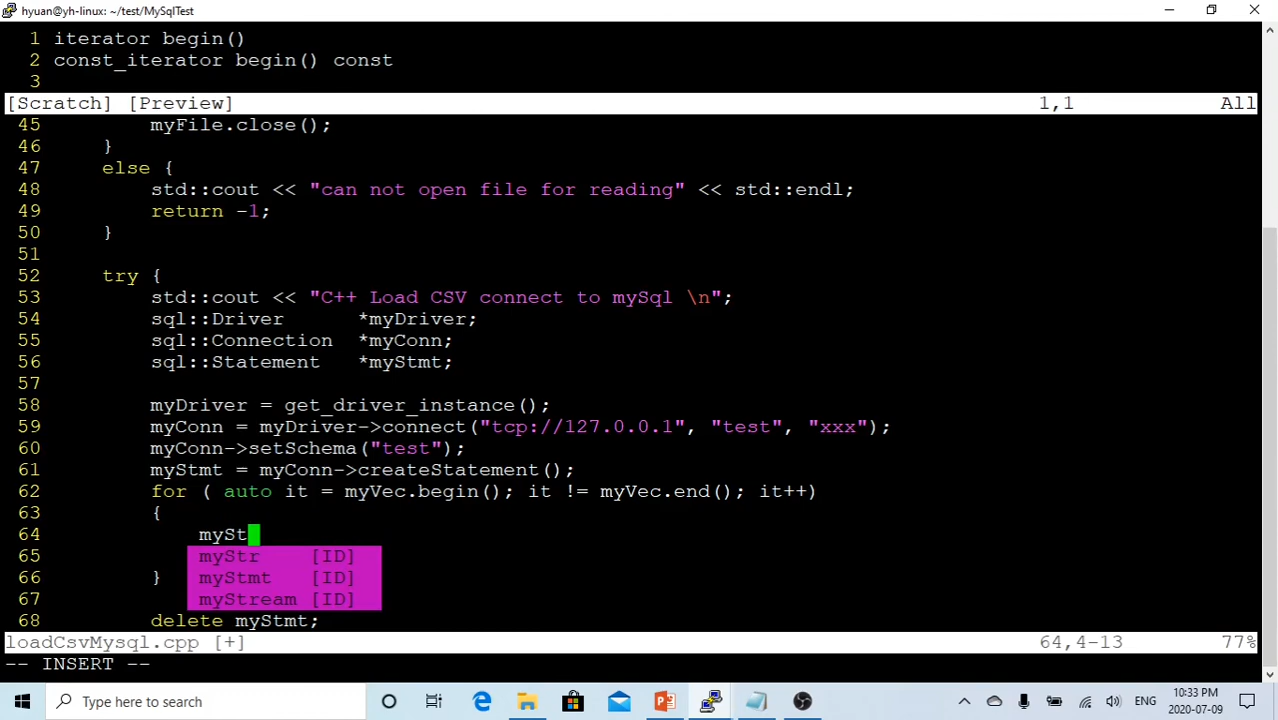 hyuan@yh-linux: ~/test/MySqlTest
1 iterator begin()
2 const_iterator begin() const
3
[Scratch] [Preview] 1,1 All
45 myFile.close();
46 }
47 else {
48 std::cout << "can not open file for reading" << std::endl;
49 return -1;
50 }
51
52 try {
53 std::cout << "C++ Load CSV connect to mySql \n";
54 sql::Driver *myDriver;
55 sql::Connection *myConn;
56 sql::Statement *myStmt;
57
58 myDriver = get_driver_instance();
59 myConn = myDriver->connect("tcp://127.0.0.1", "test", "xxx");
60 myConn->setSchema("test");
61 myStmt = myConn->createStatement();
62 for ( auto it = myVec.begin(); it != myVec.end(); it++)
63 {
64 mySt
65 myStr [ID]
66 } myStmt [ID]
67 myStream [ID]
68 delete myStmt;
loadCsvMysql.cpp [+] 64,4-13 77%
-- INSERT --
Type here to search
ENG
10:33 PM
2020-07-09